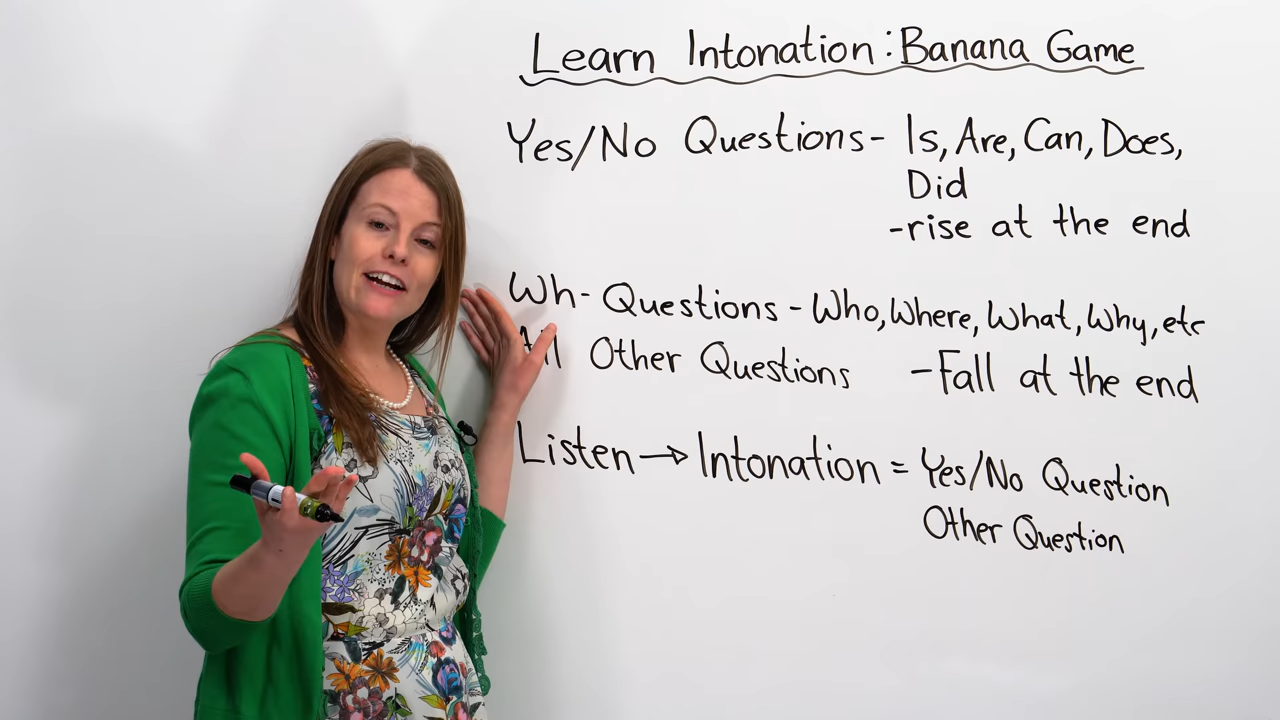 Learn Intonation: Banana Game
Yes/No Questions- Is, Are, Can, Does,
Did
-rise at the end
Wh- Questions - Who, Where, What, Why, etc
All Other Questions -Fall at the end
Listen → Intonation = Yes/No Question
Other Question